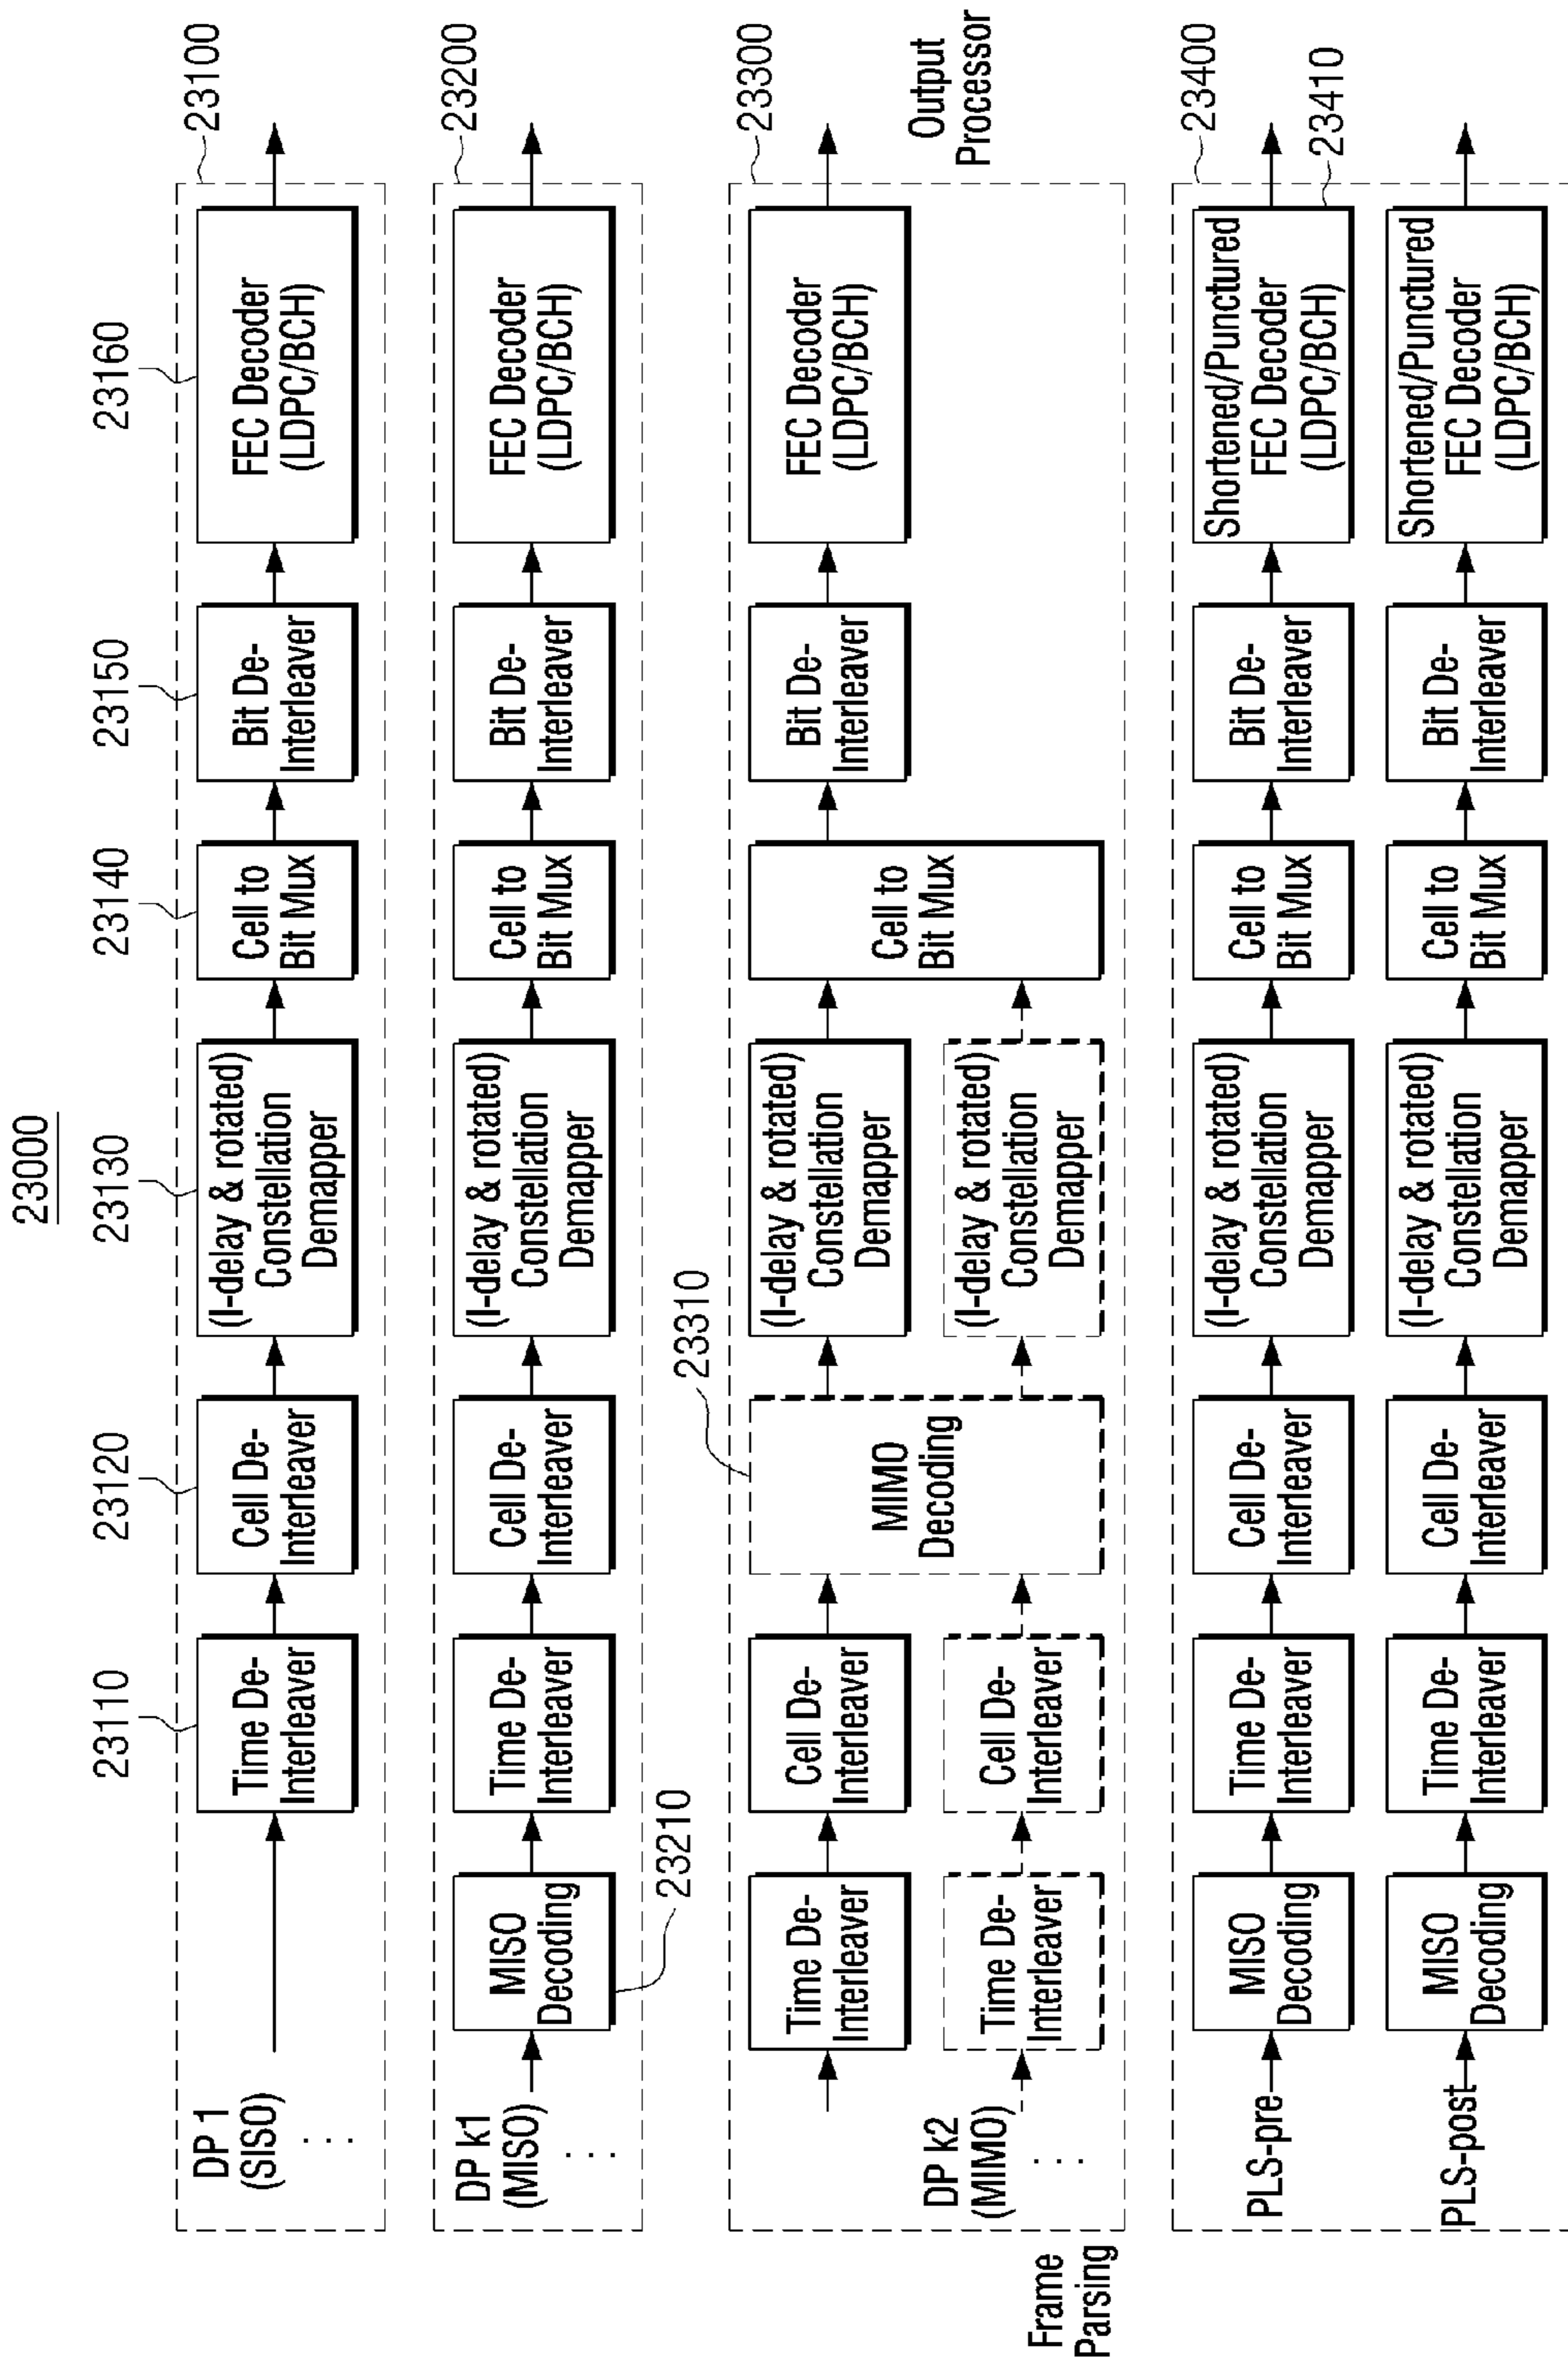 23000
23110
23120
23130
23140
23150
23160
23100
DP 1
(SISO)
. . .
Time De-
Interleaver
Cell De-
Interleaver
(I-delay & rotated)
Constellation
Demapper
Cell to
Bit Mux
Bit De-
Interleaver
FEC Decoder
(LDPC/BCH)
23200
DP k1
(MISO)
. . .
MISO
Decoding
23210
Time De-
Interleaver
Cell De-
Interleaver
(I-delay & rotated)
Constellation
Demapper
Cell to
Bit Mux
Bit De-
Interleaver
FEC Decoder
(LDPC/BCH)
23310
23300
Frame
Parsing
DP k2
(MIMO)
. . .
Time De-
Interleaver
Cell De-
Interleaver
Time De-
Interleaver
Cell De-
Interleaver
MIMO
Decoding
(I-delay & rotated)
Constellation
Demapper
(I-delay & rotated)
Constellation
Demapper
Cell to
Bit Mux
Bit De-
Interleaver
FEC Decoder
(LDPC/BCH)
Output
Processor
23400
23410
PLS-pre
MISO
Decoding
Time De-
Interleaver
Cell De-
Interleaver
(I-delay & rotated)
Constellation
Demapper
Cell to
Bit Mux
Bit De-
Interleaver
Shortened/Punctured
FEC Decoder
(LDPC/BCH)
PLS-post
MISO
Decoding
Time De-
Interleaver
Cell De-
Interleaver
(I-delay & rotated)
Constellation
Demapper
Cell to
Bit Mux
Bit De-
Interleaver
Shortened/Punctured
FEC Decoder
(LDPC/BCH)